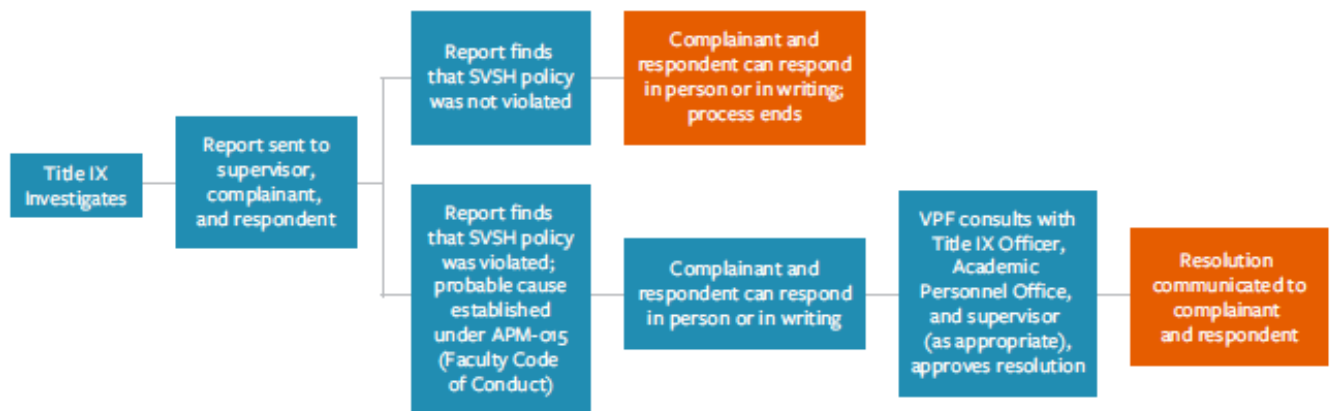 Title IX
Investigates
Report sent to
supervisor,
complainant,
and respondent
Report finds
that SVSH policy
was not violated
Complainant and
respondent can respond
in person or in writing;
process ends
Report finds
that SVSH policy
was violated;
probable cause
established
under APM-015
(Faculty Code
of Conduct)
Complainant and
respondent can respond
in person or in writing
VPF consults with
Title IX Officer,
Academic
Personnel Office,
and supervisor
(as appropriate),
approves resolution
Resolution
communicated to
complainant
and respondent